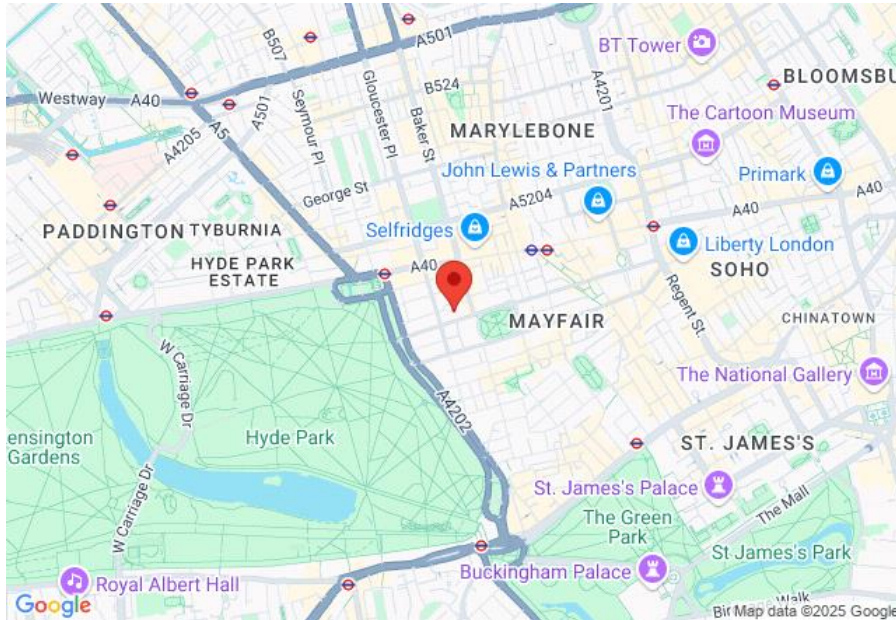 B507
A501
BT Tower
A4201
BLOOMSBU
Westway
A40
A501
A5
A4205
Seymour Pl
Gloucester Pl
Baker St
B524
The Cartoon Museum
MARYLEBONE
John Lewis & Partners
Primark
George St
A5204
A40
PADDINGTON
TYBURNIA
Selfridges
Liberty London
HYDE PARK
ESTATE
A40
SOHO
MAYFAIR
Regent St.
CHINATOWN
W Carriage Dr
The National Gallery
A4202
ensington
Gardens
Hyde Park
ST. JAMES'S
W Carriage Dr
St. James's Palace
The Mall
The Green
Park
St James's Park
Buckingham Palace
Royal Albert Hall
Google
Walk
Map data ©2025 Google